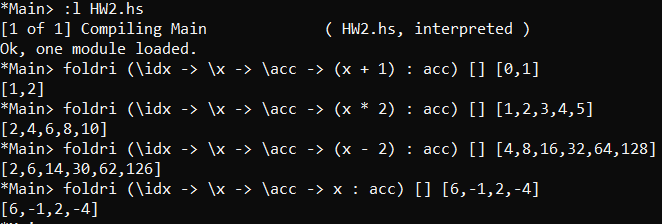 *Main> :l HW2.hs
[1 of 1] Compiling Main             ( HW2.hs, interpreted )
Ok, one module loaded.
*Main> foldri (\idx -> \x -> \acc -> (x + 1) : acc) [] [0,1]
[1,2]
*Main> foldri (\idx -> \x -> \acc -> (x * 2) : acc) [] [1,2,3,4,5]
[2,4,6,8,10]
*Main> foldri (\idx -> \x -> \acc -> (x - 2) : acc) [] [4,8,16,32,64,128]
[2,6,14,30,62,126]
*Main> foldri (\idx -> \x -> \acc -> x : acc) [] [6,-1,2,-4]
[6,-1,2,-4]